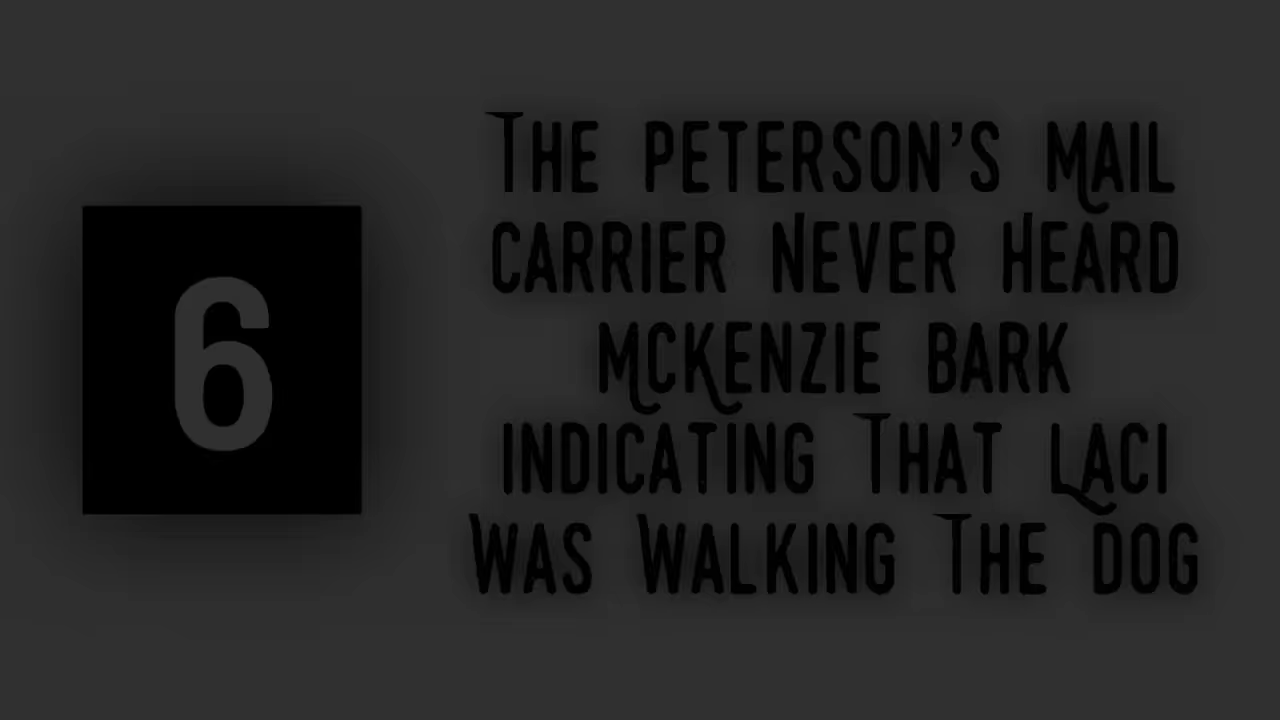 6
The peterson's mail
carrier never heard
mckenzie bark
indicating that laci
was walking the dog